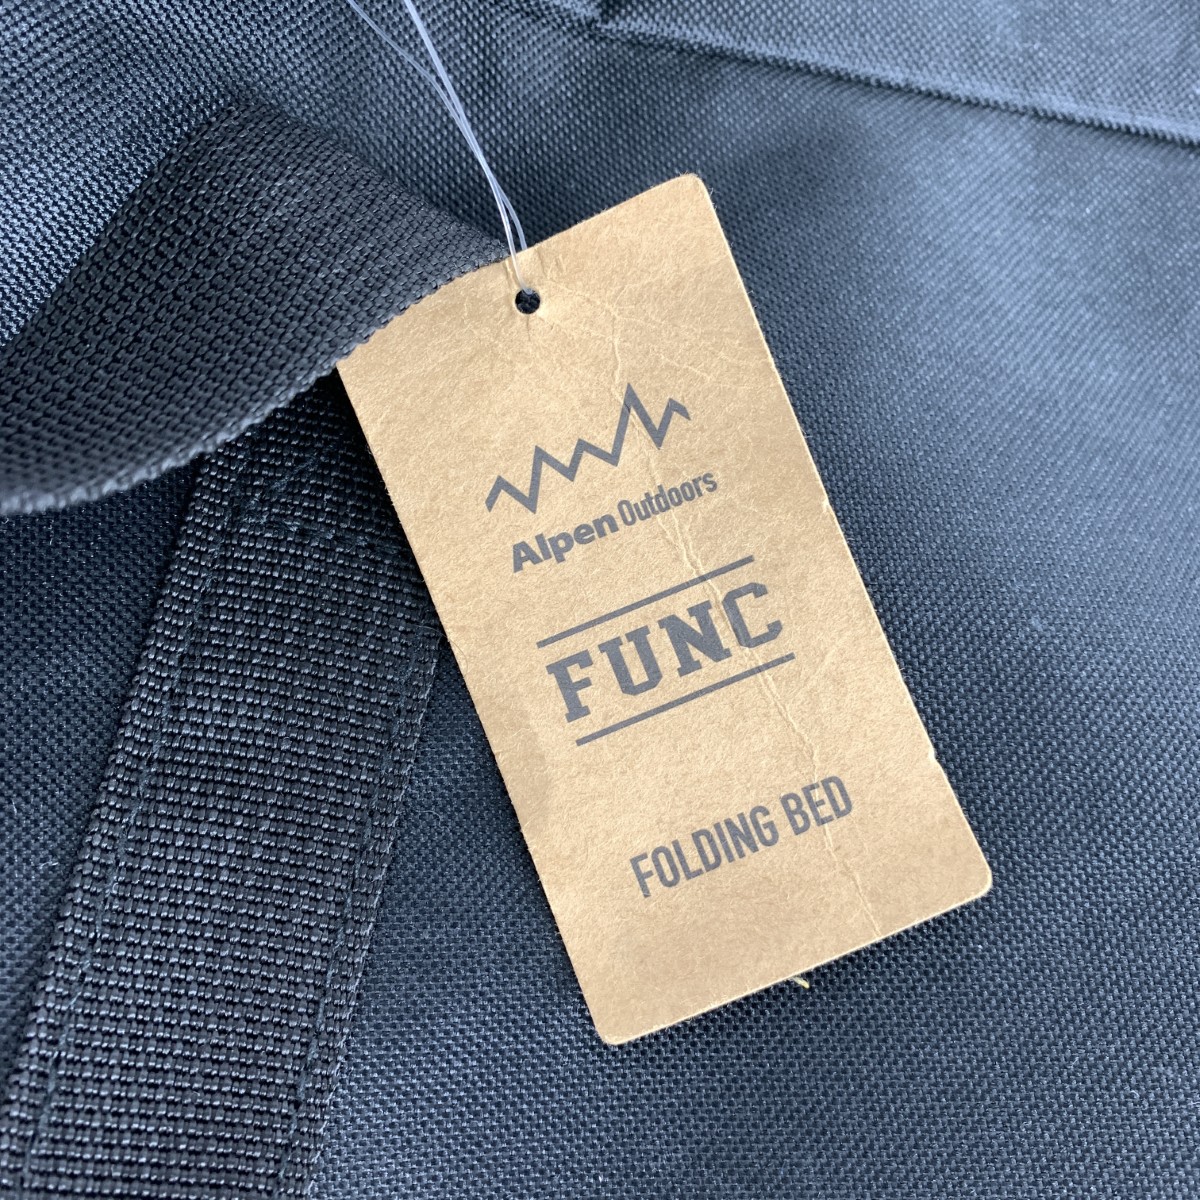 Alpen Outdoors
FUNC
FOLDING BED